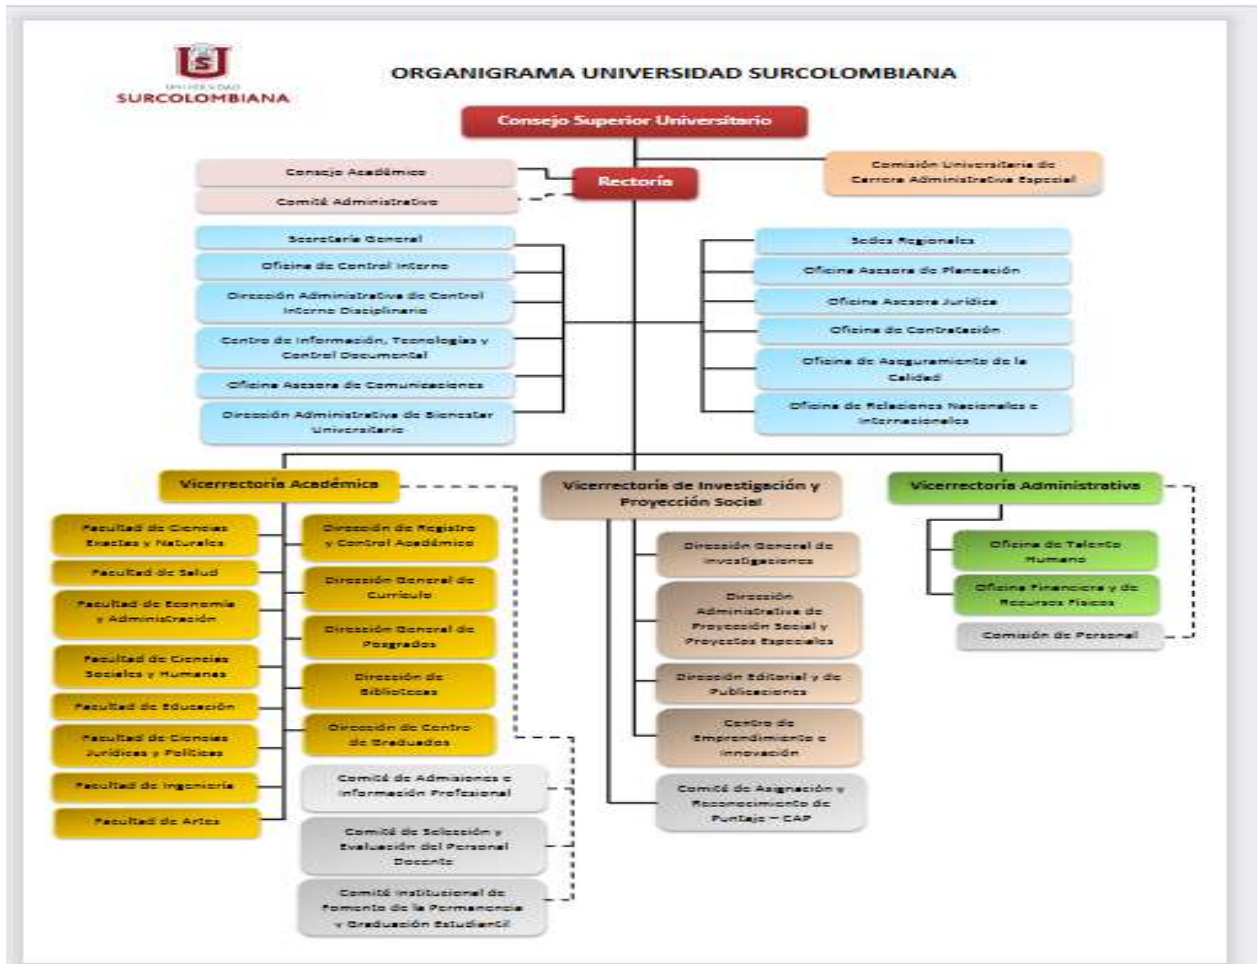 UNIVERSIDAD
SURCOLOMBIANA
ORGANIGRAMA UNIVERSIDAD SURCOLOMBIANA
Consejo Superior Universitario
Comisión Universitaria de
Carrera Administrativa Especial
Consejo Académico
Rectoría
Comité Administrativo
Secretaría General
Oficina de Control Interno
Dirección Administrativa de Control
Interno Disciplinario
Centro de Información, Tecnologías y
Control Documental
Oficina Asesora de Comunicaciones
Dirección Administrativa de Bienestar
Universitario
Sedes Regionales
Oficina Asesora de Planeación
Oficina Asesora Jurídica
Oficina de Contratación
Oficina de Aseguramiento de la
Calidad
Oficina de Relaciones Nacionales e
Internacionales
Vicerrectoría Académica
Facultad de Ciencias
Exactas y Naturales
Facultad de Salud
Facultad de Economía
y Administración
Facultad de Ciencias
Sociales y Humanas
Facultad de Educación
Facultad de Ciencias
Jurídicas y Políticas
Facultad de Ingeniería
Facultad de Artes
Dirección de Registro
y Control Académico
Dirección General de
Currículo
Dirección General de
Posgrados
Dirección de
Bibliotecas
Dirección de Centro
de Graduados
Comité de Admisiones e
Información Profesional
Comité de Selección y
Evaluación del Personal
Docente
Comité Institucional de
Fomento de la Permanencia
y Graduación Estudiantil
Vicerrectoría de Investigación y
Proyección Social
Dirección General de
Investigaciones
Dirección
Administrativa de
Proyección Social y
Proyectos Especiales
Dirección Editorial y de
Publicaciones
Centro de
Emprendimiento e
Innovación
Comité de Asignación y
Reconocimiento de
Puntaje – CAP
Vicerrectoría Administrativa
Oficina de Talento
Humano
Oficina Financiera y de
Recursos Físicos
Comisión de Personal